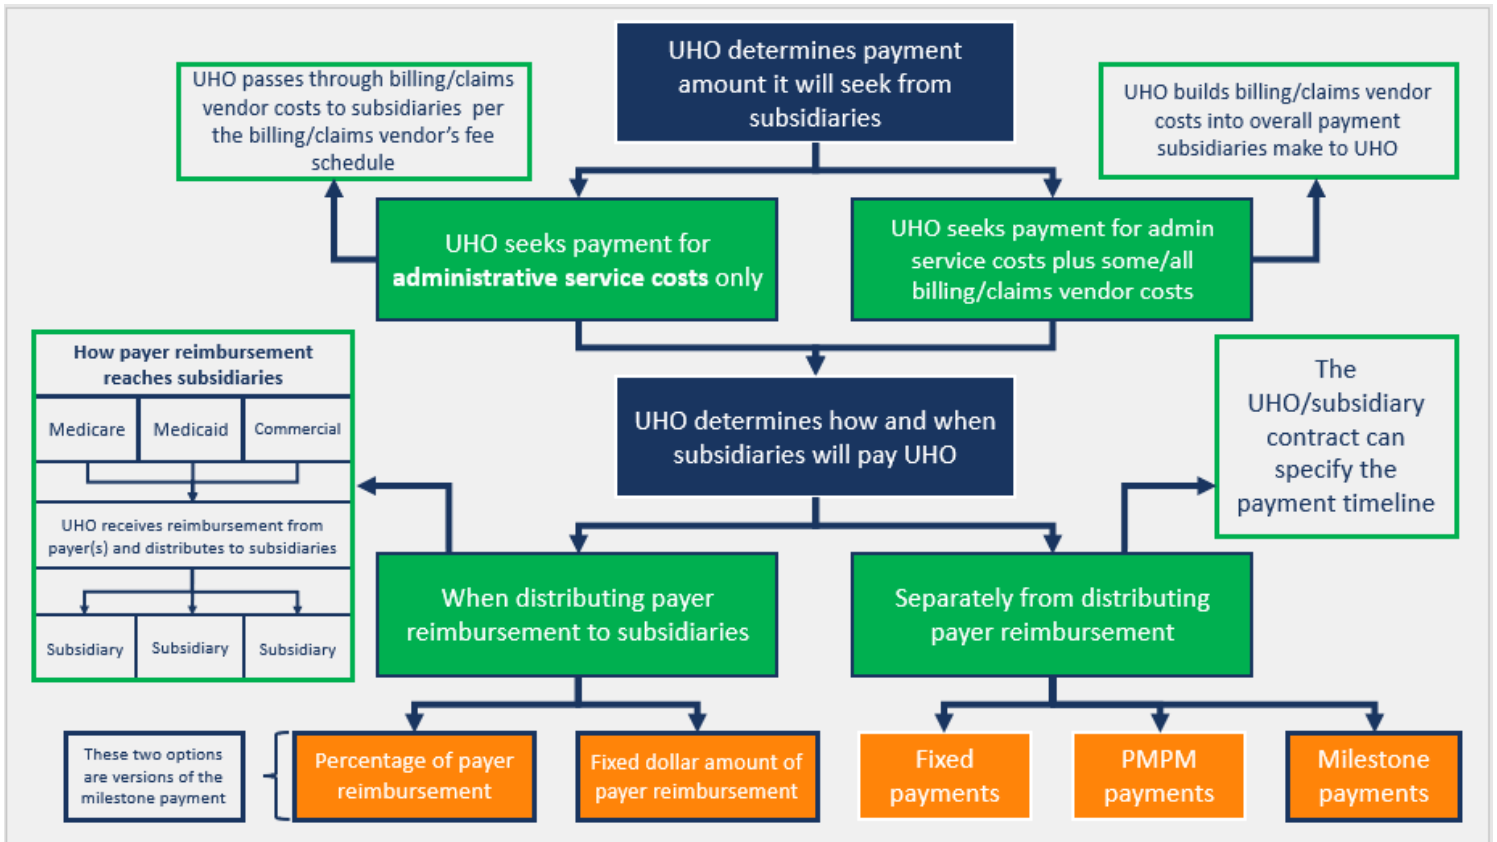 UHO determines payment
amount it will seek from
subsidiaries
UHO passes through billing/claims
vendor costs to subsidiaries per
the billing/claims vendor's fee
schedule
UHO builds billing/claims vendor
costs into overall payment
subsidiaries make to UHO
UHO seeks payment for
administrative service costs only
UHO seeks payment for admin
service costs plus some/all
billing/claims vendor costs
How payer reimbursement
reaches subsidiaries
Medicare
Medicaid
Commercial
UHO receives reimbursement from
payer(s) and distributes to subsidiaries
Subsidiary
Subsidiary
Subsidiary
UHO determines how and when
subsidiaries will pay UHO
The
UHO/subsidiary
contract can
specify the
payment timeline
When distributing payer
reimbursement to subsidiaries
Separately from distributing
payer reimbursement
These two options
are versions of the
milestone payment
Percentage of payer
reimbursement
Fixed dollar amount of
payer reimbursement
Fixed
payments
PMPM
payments
Milestone
payments